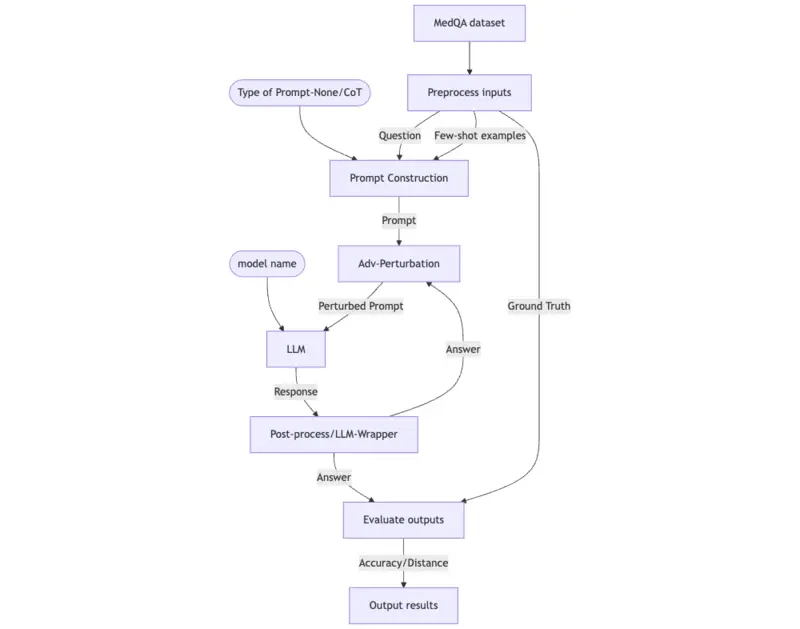 MedQA dataset
Type of Prompt-None/CoT
Preprocess inputs
Question
Few-shot examples
Prompt Construction
Prompt
model name
Adv-Perturbation
Perturbed Prompt
Ground Truth
LLM
Answer
Response
Post-process/LLM-Wrapper
Answer
Evaluate outputs
Accuracy/Distance
Output results